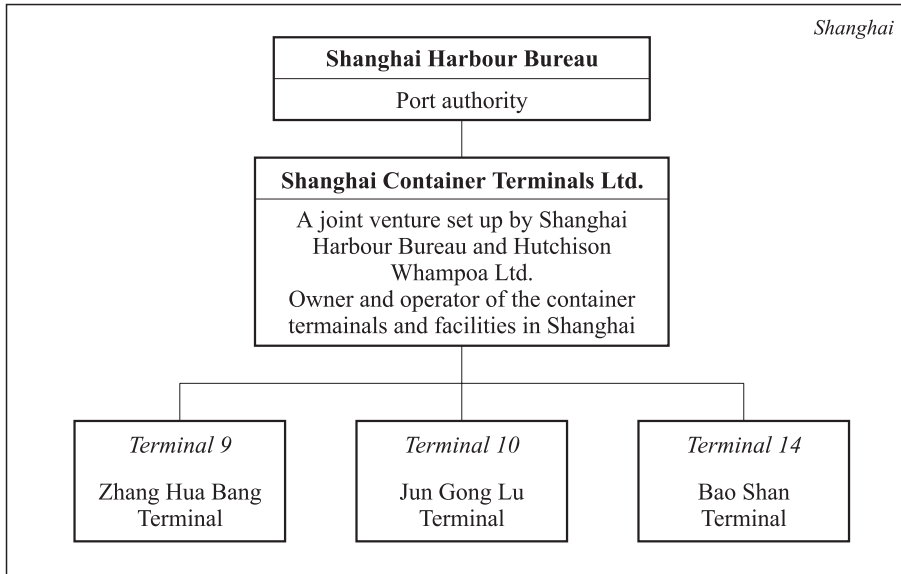 Shanghai
Shanghai Harbour Bureau
Port authority
Shanghai Container Terminals Ltd.
A joint venture set up by Shanghai
Harbour Bureau and Hutchison
Whampoa Ltd.
Owner and operator of the container
termainals and facilities in Shanghai
Terminal 9
Zhang Hua Bang
Terminal
Terminal 10
Jun Gong Lu
Terminal
Terminal 14
Bao Shan
Terminal